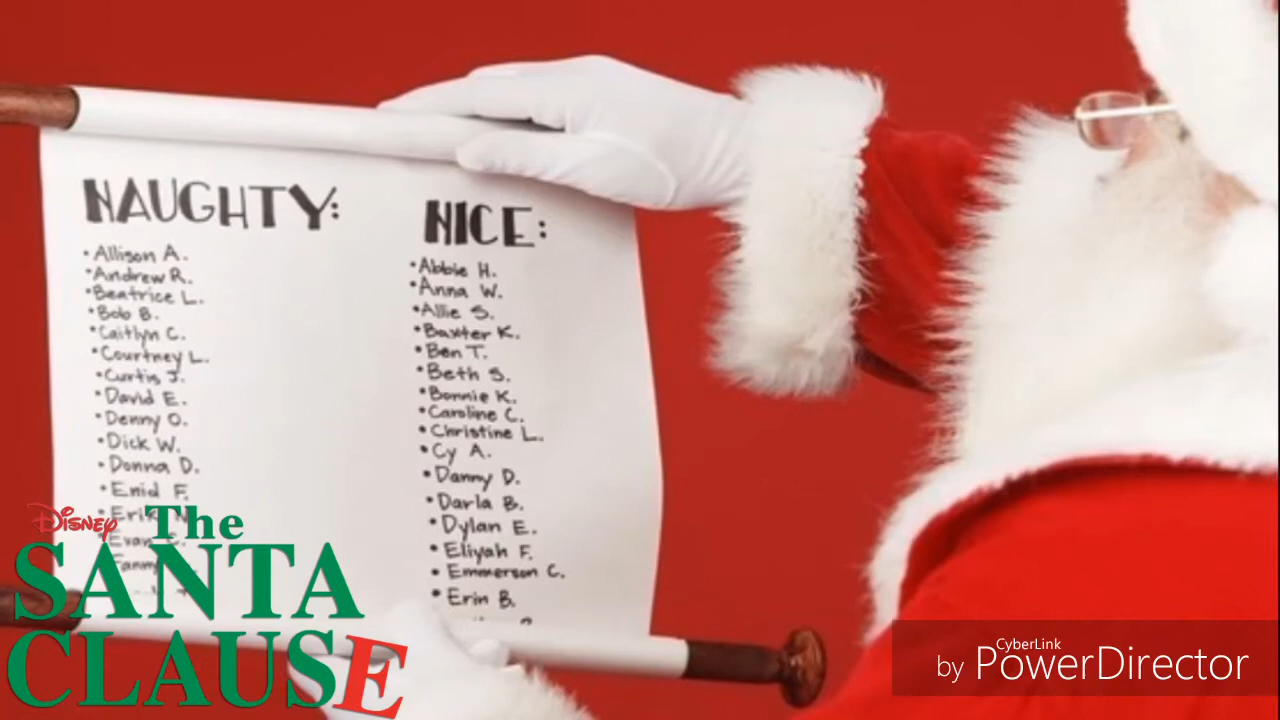 NAUGHTY:
• Allison A.
• Andrew R.
• Beatrice L.
• Bob B.
• Caitlyn C.
• Courtney L.
• Curtis J.
• David E.
• Denny O.
• Dick W.
• Donna D.
• Enid F.
NICE:
• Abbie H.
• Anna W.
• Allie S.
• Baxter K.
• Ben T.
• Beth S.
• Bonnie K.
• Caroline C.
• Christine L.
• Cy A.
• Danny D.
• Darla B.
• Dylan E.
• Eliyah F.
• Emmerson C.
• Erin B.
DISNEY
The
SANTA
CLAUSE
CyberLink
by PowerDirector